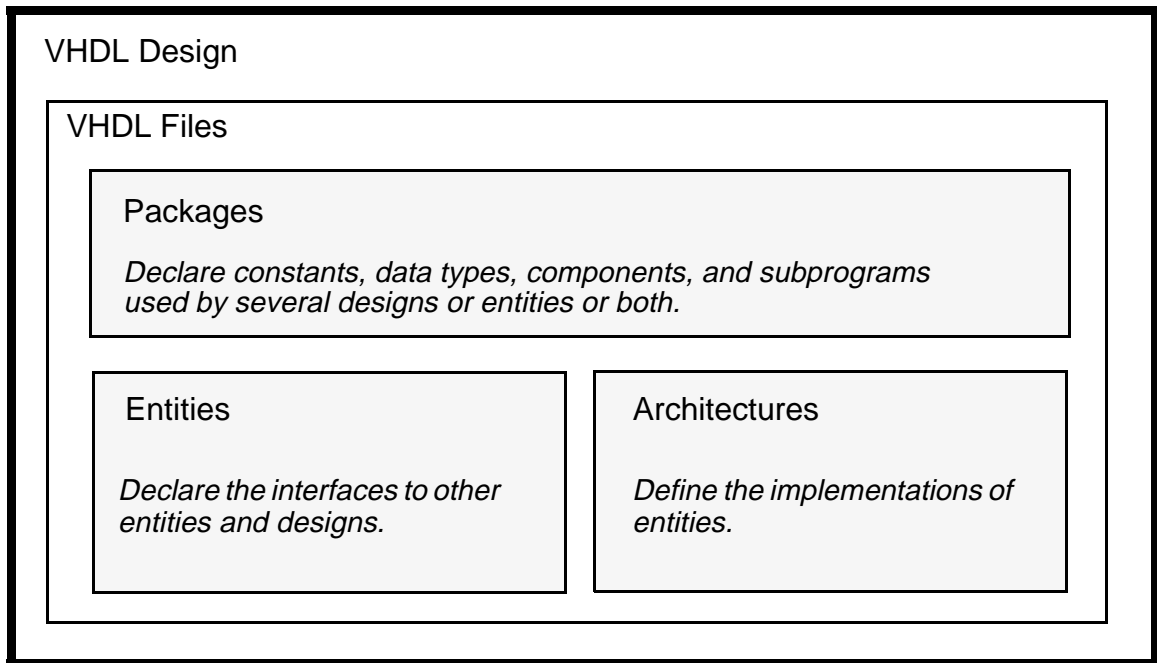 VHDL Design
VHDL Files
Packages
Declare constants, data types, components, and subprograms
used by several designs or entities or both.
Entities
Declare the interfaces to other
entities and designs.
Architectures
Define the implementations of
entities.